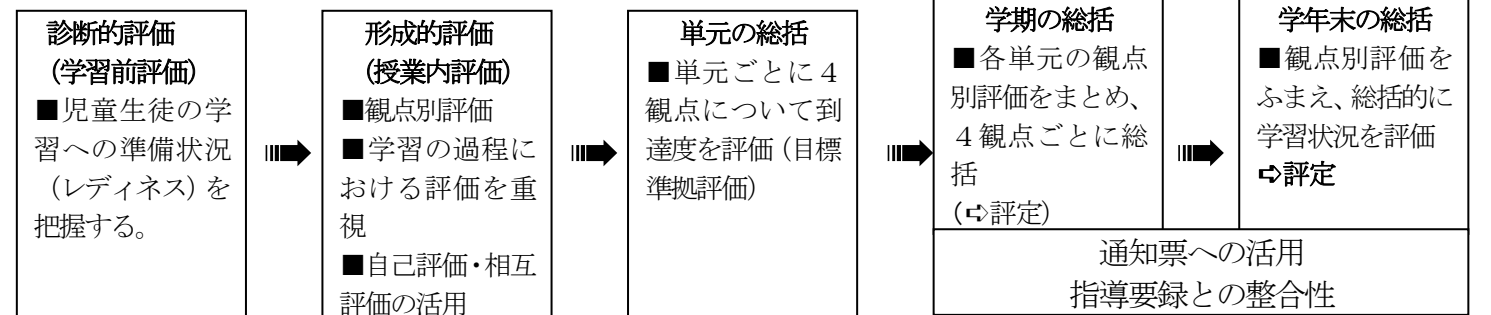 診断的評価
(学習前評価)
■児童生徒の学
習への準備状況
(レディネス)を
把握する。
形成的評価
(授業内評価)
■観点別評価
■学習の過程に
おける評価を重
視
■自己評価・相互
評価の活用
単元の総括
■単元ごとに４
観点について到
達度を評価(目標
準拠評価)
学期の総括
■各単元の観点
別評価をまとめ、
４観点ごとに総
括
(➪評定)
学年末の総括
■観点別評価を
ふまえ、総括的に
学習状況を評価
➪評定
通知票への活用
指導要録との整合性